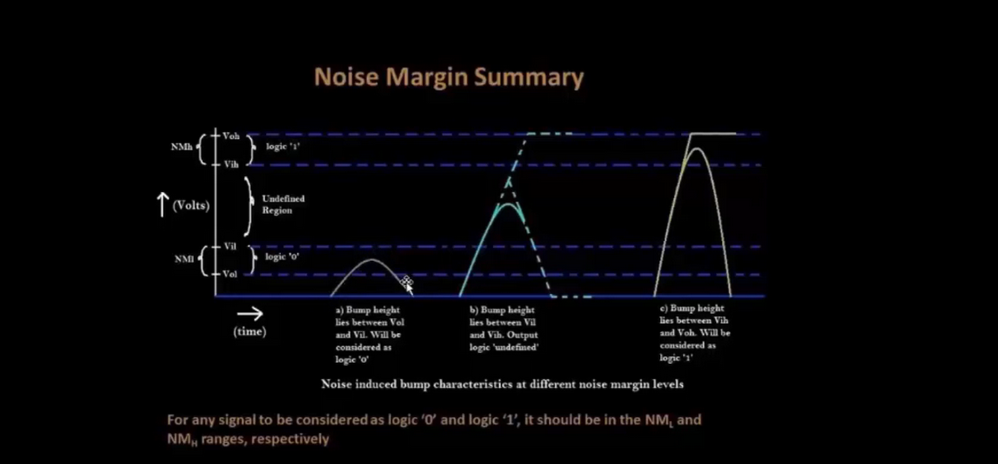 Noise Margin Summary
Voh
NMh
logic '1'
Vih
(Volts)
Undefined
Region
Vil
NMl
logic '0'
Vol
(time)
a) Bump height
lies between Vol
and Vil. Will be
considered as
logic '0'
b) Bump height
lies between Vil
and Vih. Output
logic 'undefined'
c) Bump height
lies between Vih
and Voh. Will be
considered as
logic '1'
Noise induced bump characteristics at different noise margin levels
For any signal to be considered as logic ‘0’ and logic ‘1’, it should be in the NML and
NMH ranges, respectively